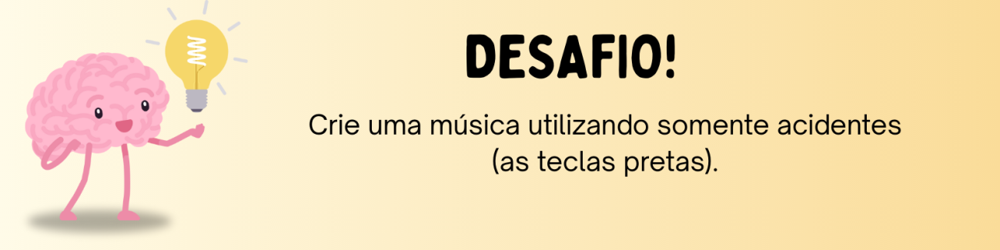 DESAFIO!
Crie uma música utilizando somente acidentes
(as teclas pretas).